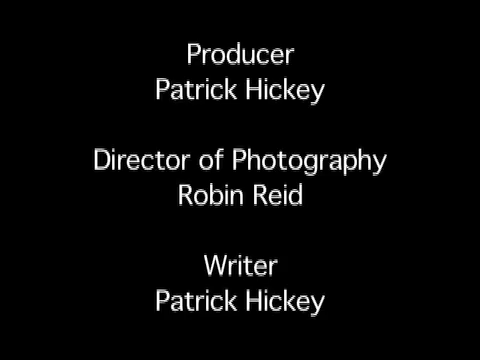 Producer
Patrick Hickey
Director of Photography
Robin Reid
Writer
Patrick Hickey